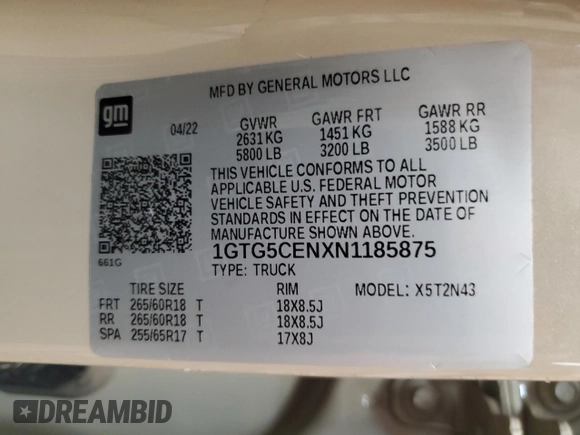 MFD BY GENERAL MOTORS LLC
gm
04/22
GVWR GAWR FRT GAWR RR
2631 KG 1451 KG 1588 KG
5800 LB 3200 LB 3500 LB
THIS VEHICLE CONFORMS TO ALL
APPLICABLE U.S. FEDERAL MOTOR
VEHICLE SAFETY AND THEFT PREVENTION
STANDARDS IN EFFECT ON THE DATE OF
MANUFACTURE SHOWN ABOVE.
661G
1GTG5CENXN1185875
TYPE: TRUCK
TIRE SIZE RIM MODEL: X5T2N43
FRT 265/60R18 T 18X8.5J
RR 265/60R18 T 18X8.5J
SPA 255/65R17 T 17X8J
DREAMBID